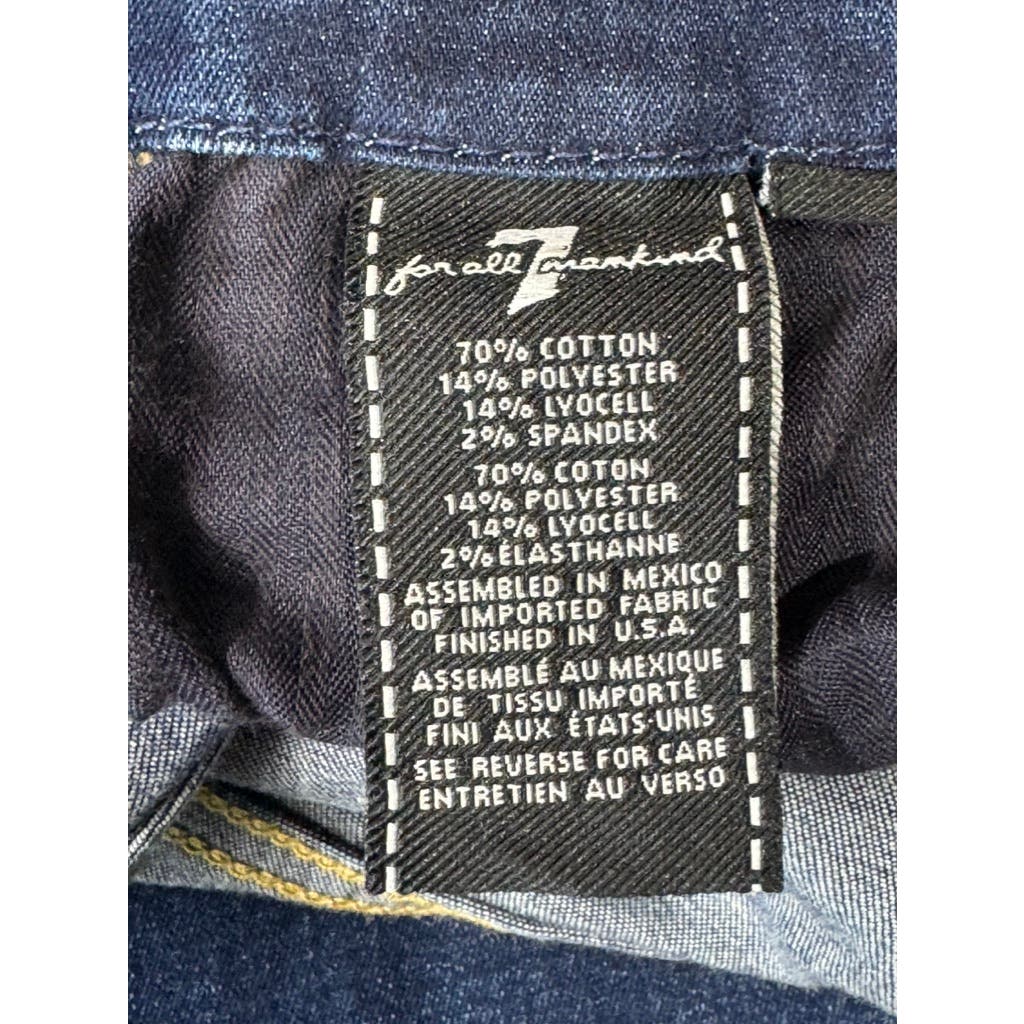 for all 7 mankind
70% COTTON
14% POLYESTER
14% LYOCELL
2% SPANDEX
70% COTON
14% POLYESTER
14% LYOCELL
2% ÉLASTHANNE
ASSEMBLED IN MEXICO
OF IMPORTED FABRIC
FINISHED IN U.S.A.
ASSEMBLÉ AU MEXIQUE
DE TISSU IMPORTÉ
FINI AUX ÉTATS-UNIS
SEE REVERSE FOR CARE
ENTRETIEN AU VERSO